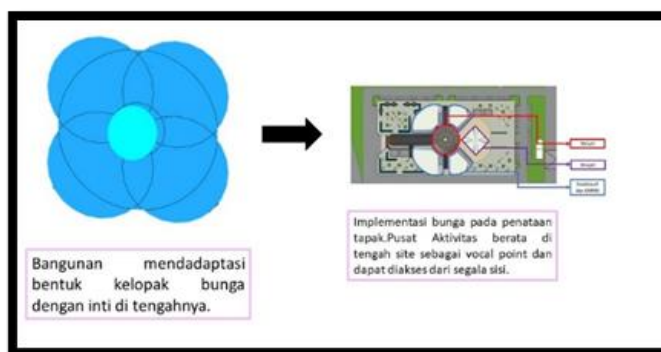 Bangunan mendadaptasi
bentuk kelopak bunga
dengan inti di tengahnya.
Implementasi bunga pada penataan
tapak.Pusat Aktivitas berata di
tengah site sebagai vocal point dan
dapat diakses dari segala sisi.